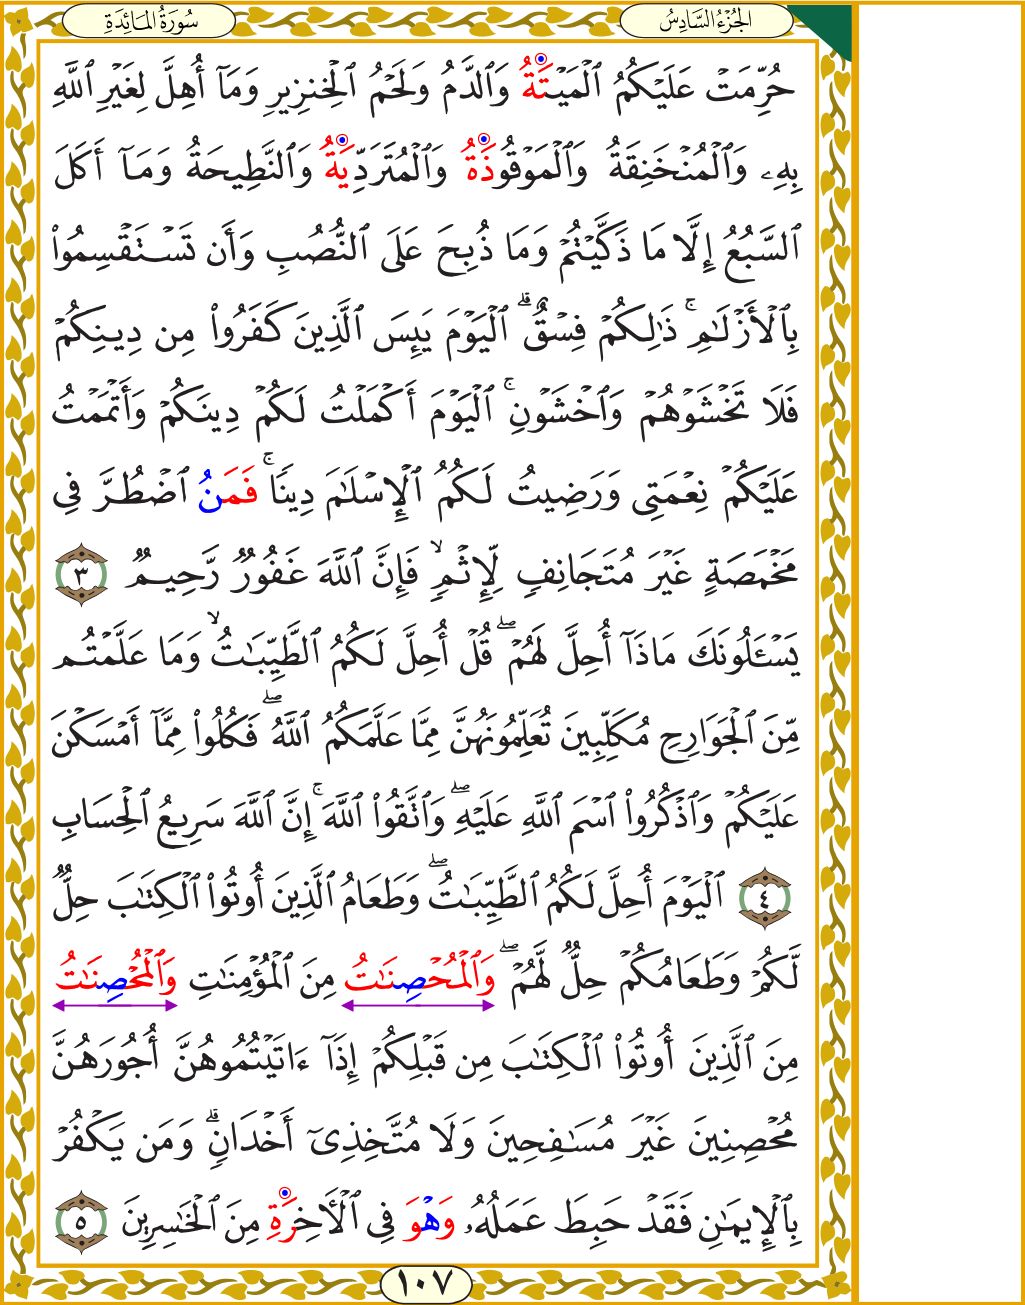 الجُزْءُ السَّادِسُ
سُورَةُ المَائِدَةِ
حُرِّمَتْ عَلَيْكُمُ ٱلْمَيْتَةُ وَٱلدَّمُ وَلَحْمُ ٱلْخِنزِيرِ وَمَآ أُهِلَّ لِغَيْرِ ٱللَّهِ
بِهِۦ وَٱلْمُنْخَنِقَةُ وَٱلْمَوْقُوذَةُ وَٱلْمُتَرَدِّيَةُ وَٱلنَّطِيحَةُ وَمَآ أَكَلَ
ٱلسَّبُعُ إِلَّا مَا ذَكَّيْتُمْ وَمَا ذُبِحَ عَلَى ٱلنُّصُبِ وَأَن تَسْتَقْسِمُوا۟
بِٱلْأَزْلَـٰمِ ۚ ذَٰلِكُمْ فِسْقٌ ۗ ٱلْيَوْمَ يَئِسَ ٱلَّذِينَ كَفَرُوا۟ مِن دِينِكُمْ
فَلَا تَخْشَوْهُمْ وَٱخْشَوْنِ ۚ ٱلْيَوْمَ أَكْمَلْتُ لَكُمْ دِينَكُمْ وَأَتْمَمْتُ
عَلَيْكُمْ نِعْمَتِى وَرَضِيتُ لَكُمُ ٱلْإِسْلَـٰمَ دِينًا ۚ فَمَنُ ٱضْطُرَّ فِى
مَخْمَصَةٍ غَيْرَ مُتَجَانِفٍ لِّإِثْمٍ ۙ فَإِنَّ ٱللَّهَ غَفُورٌ رَّحِيمٌ ٣
يَسْـَٔلُونَكَ مَاذَآ أُحِلَّ لَهُمْ ۖ قُلْ أُحِلَّ لَكُمُ ٱلطَّيِّبَـٰتُ ۙ وَمَا عَلَّمْتُم
مِّنَ ٱلْجَوَارِحِ مُكَلِّبِينَ تُعَلِّمُونَهُنَّ مِمَّا عَلَّمَكُمُ ٱللَّهُ ۖ فَكُلُوا۟ مِمَّآ أَمْسَكْنَ
عَلَيْكُمْ وَٱذْكُرُوا۟ ٱسْمَ ٱللَّهِ عَلَيْهِ ۖ وَٱتَّقُوا۟ ٱللَّهَ ۚ إِنَّ ٱللَّهَ سَرِيعُ ٱلْحِسَابِ
٤ ٱلْيَوْمَ أُحِلَّ لَكُمُ ٱلطَّيِّبَـٰتُ ۖ وَطَعَامُ ٱلَّذِينَ أُوتُوا۟ ٱلْكِتَـٰبَ حِلٌّ
لَّكُمْ وَطَعَامُكُمْ حِلٌّ لَّهُمْ ۖ وَٱلْمُحْصِنَـٰتُ مِنَ ٱلْمُؤْمِنَـٰتِ وَٱلْمُحْصِنَـٰتُ
مِنَ ٱلَّذِينَ أُوتُوا۟ ٱلْكِتَـٰبَ مِن قَبْلِكُمْ إِذَآ ءَاتَيْتُمُوهُنَّ أُجُورَهُنَّ
مُحْصِنِينَ غَيْرَ مُسَـٰفِحِينَ وَلَا مُتَّخِذِىٓ أَخْدَانٍ ۗ وَمَن يَكْفُرْ
بِٱلْإِيمَـٰنِ فَقَدْ حَبِطَ عَمَلُهُۥ وَهْوَ فِى ٱلْـَٔاخِرَةِ مِنَ ٱلْخَـٰسِرِينَ ٥
١٠٧